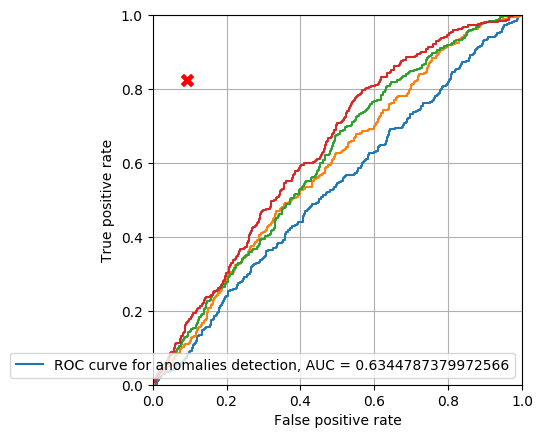 1.0
0.8
0.6
0.4
0.2
0.0
True positive rate
ROC curve for anomalies detection, AUC = 0.6344787379972566
0.0 0.2 0.4 0.6 0.8 1.0
False positive rate